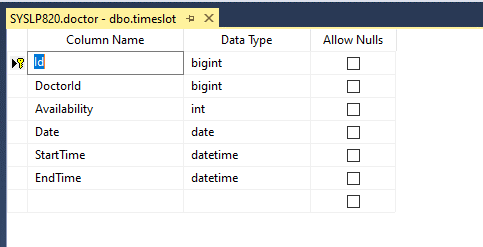 SYSLP820.doctor - dbo.timeslot
Column Name Data Type Allow Nulls
Id bigint
DoctorId bigint
Availability int
Date date
StartTime datetime
EndTime datetime